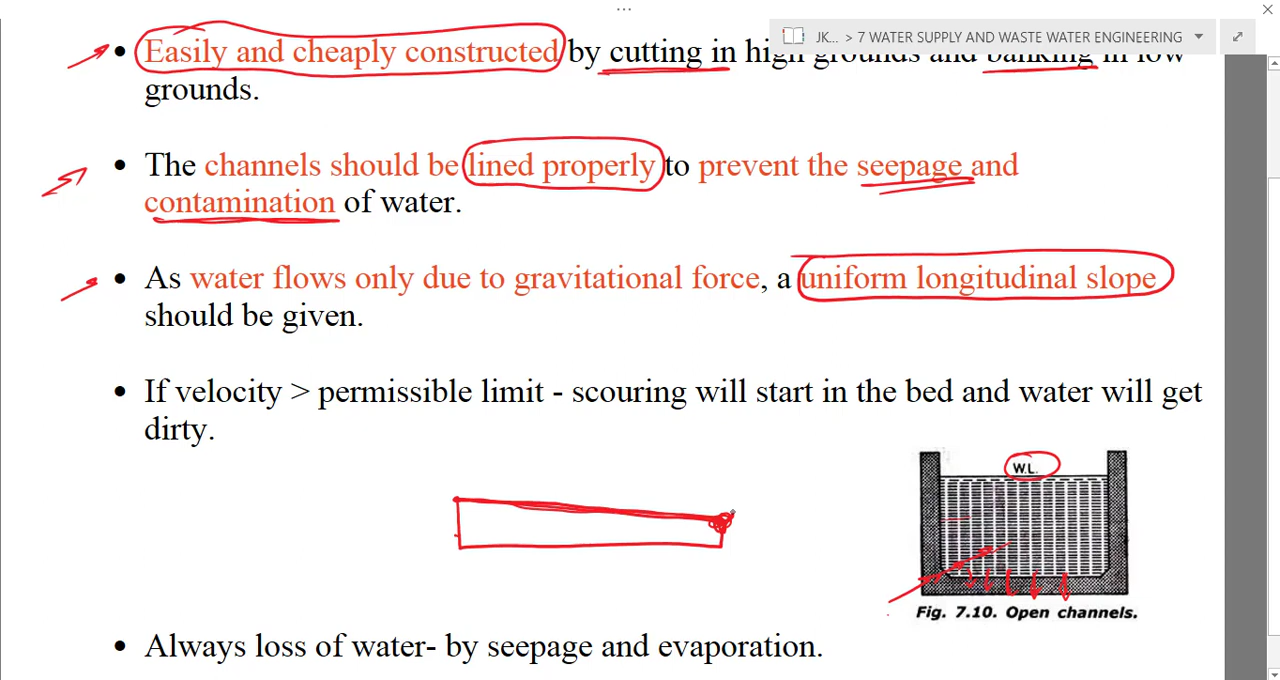 ...
JK... > 7 WATER SUPPLY AND WASTE WATER ENGINEERING
• Easily and cheaply constructed by cutting in high grounds and banking in low
grounds.
• The channels should be lined properly to prevent the seepage and
contamination of water.
• As water flows only due to gravitational force, a uniform longitudinal slope
should be given.
• If velocity > permissible limit - scouring will start in the bed and water will get
dirty.
W.L.
Fig. 7.10. Open channels.
• Always loss of water- by seepage and evaporation.